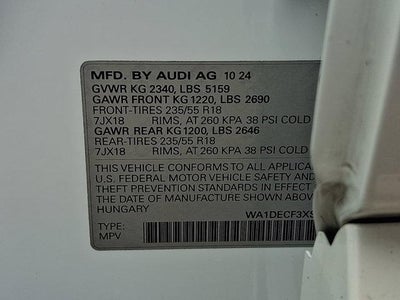 MFD. BY AUDI AG 10 24
GVWR KG 2340, LBS 5159
GAWR FRONT KG 1220, LBS 2690
FRONT-TIRES 235/55 R18
7JX18 RIMS, AT 260 KPA 38 PSI COLD
GAWR REAR KG 1200, LBS 2646
REAR-TIRES 235/55 R18
7JX18 RIMS, AT 260 KPA 38 PSI COLD
THIS VEHICLE CONFORMS TO ALL
U.S. FEDERAL MOTOR VEHICLE SAFETY AND
THEFT PREVENTION STANDARDS IN EFFECT
THE DATE OF MANUFACTURE SHOWN
HUNGARY
TYPE: WA1DECF3XS
MPV